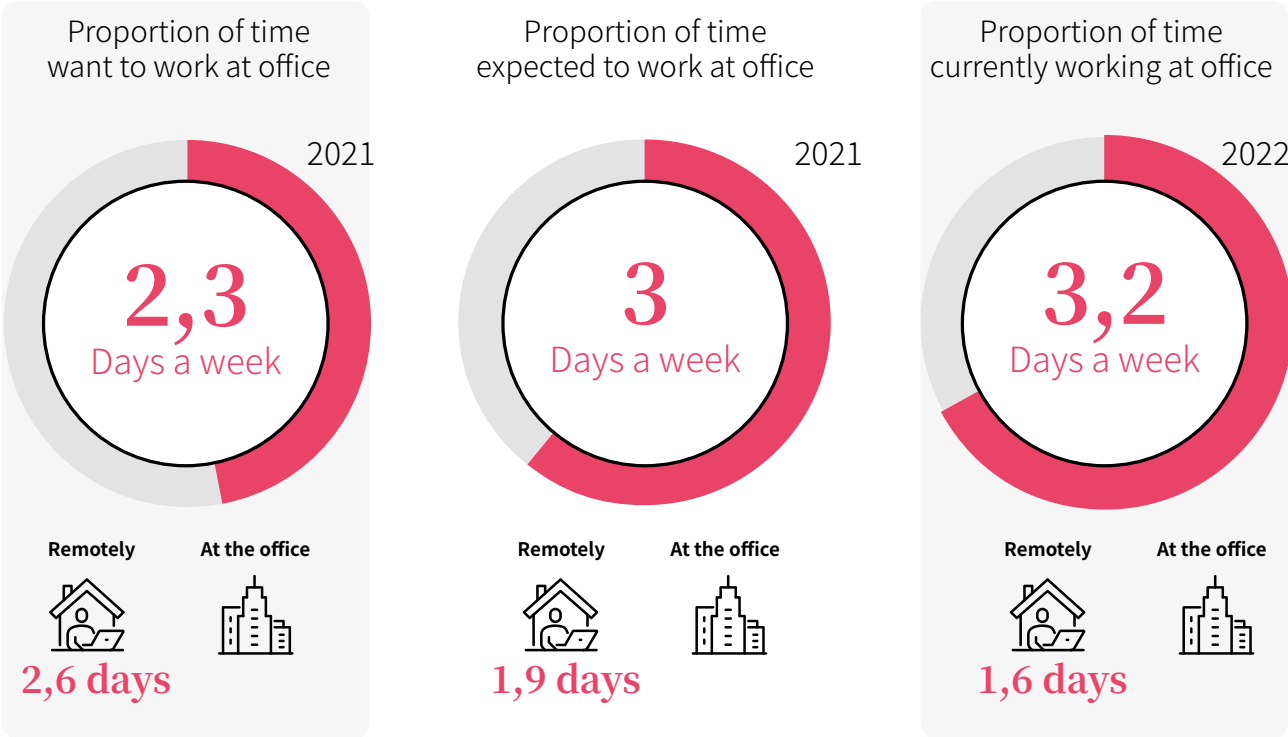 Proportion of time
want to work at office
2021
2,3
Days a week
Remotely
At the office
2,6 days
Proportion of time
expected to work at office
2021
3
Days a week
Remotely
At the office
1,9 days
Proportion of time
currently working at office
2022
3,2
Days a week
Remotely
At the office
1,6 days